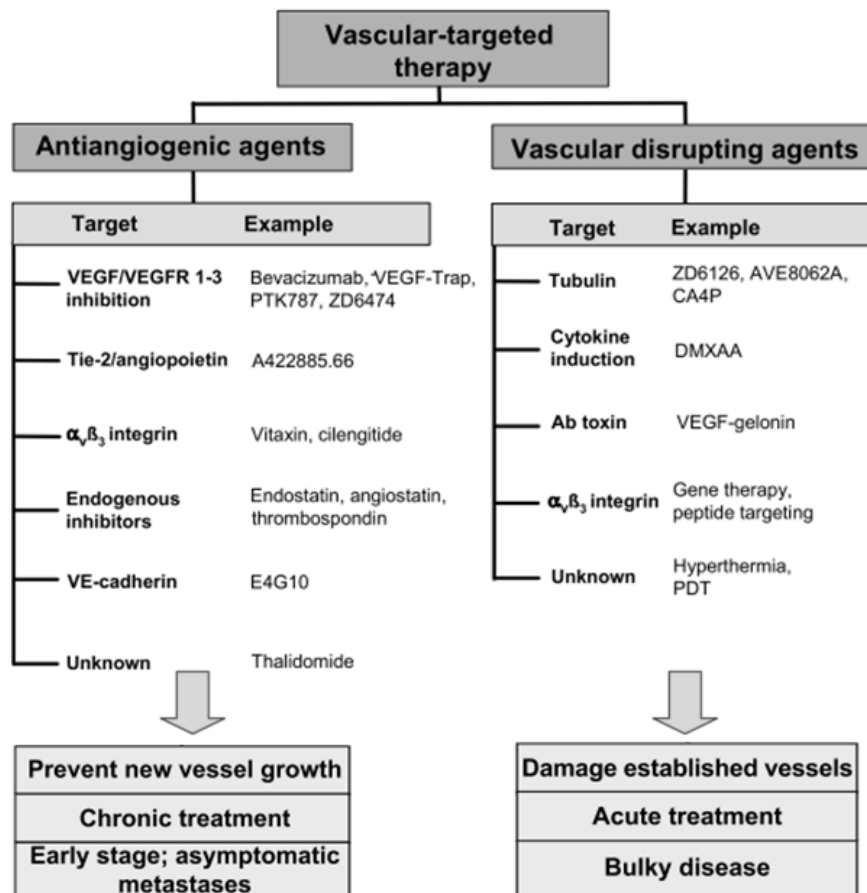 Vascular-targeted
therapy
Antiangiogenic agents
Target Example
VEGF/VEGFR 1-3 Bevacizumab, VEGF-Trap,
inhibition PTK787, ZD6474
Tie-2/angiopoietin A422885.66
αvß3 integrin Vitaxin, cilengitide
Endogenous Endostatin, angiostatin,
inhibitors thrombospondin
VE-cadherin E4G10
Unknown Thalidomide
Prevent new vessel growth
Chronic treatment
Early stage; asymptomatic
metastases
Vascular disrupting agents
Target Example
Tubulin ZD6126, AVE8062A,
CA4P
Cytokine
induction DMXAA
Ab toxin VEGF-gelonin
αvß3 integrin Gene therapy,
peptide targeting
Unknown Hyperthermia,
PDT
Damage established vessels
Acute treatment
Bulky disease